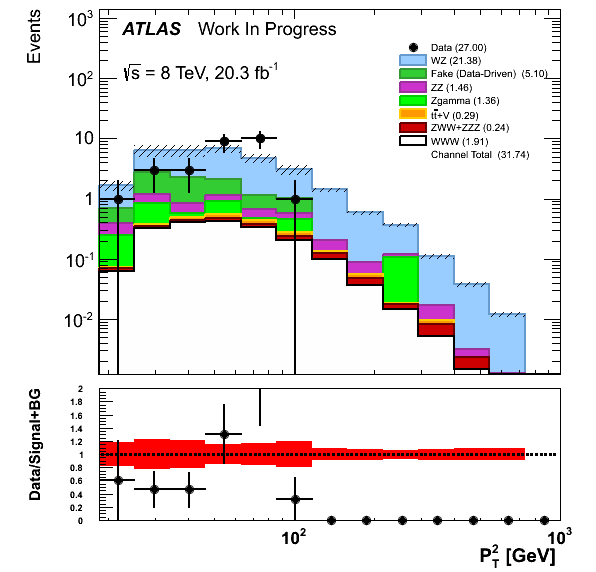 Events
ATLAS Work In Progress
√s = 8 TeV, 20.3 fb⁻¹
Data (27.00)
WZ (21.38)
Fake (Data-Driven) (5.10)
ZZ (1.46)
Zgamma (1.36)
tt̄+V (0.29)
ZWW+ZZZ (0.24)
WWW (1.91)
Channel Total (31.74)
10³
10²
10
1
10⁻¹
10⁻²
Data/Signal+BG
2
1.8
1.6
1.4
1.2
1
0.8
0.6
0.4
0.2
0
10² 10³
P²_T [GeV]